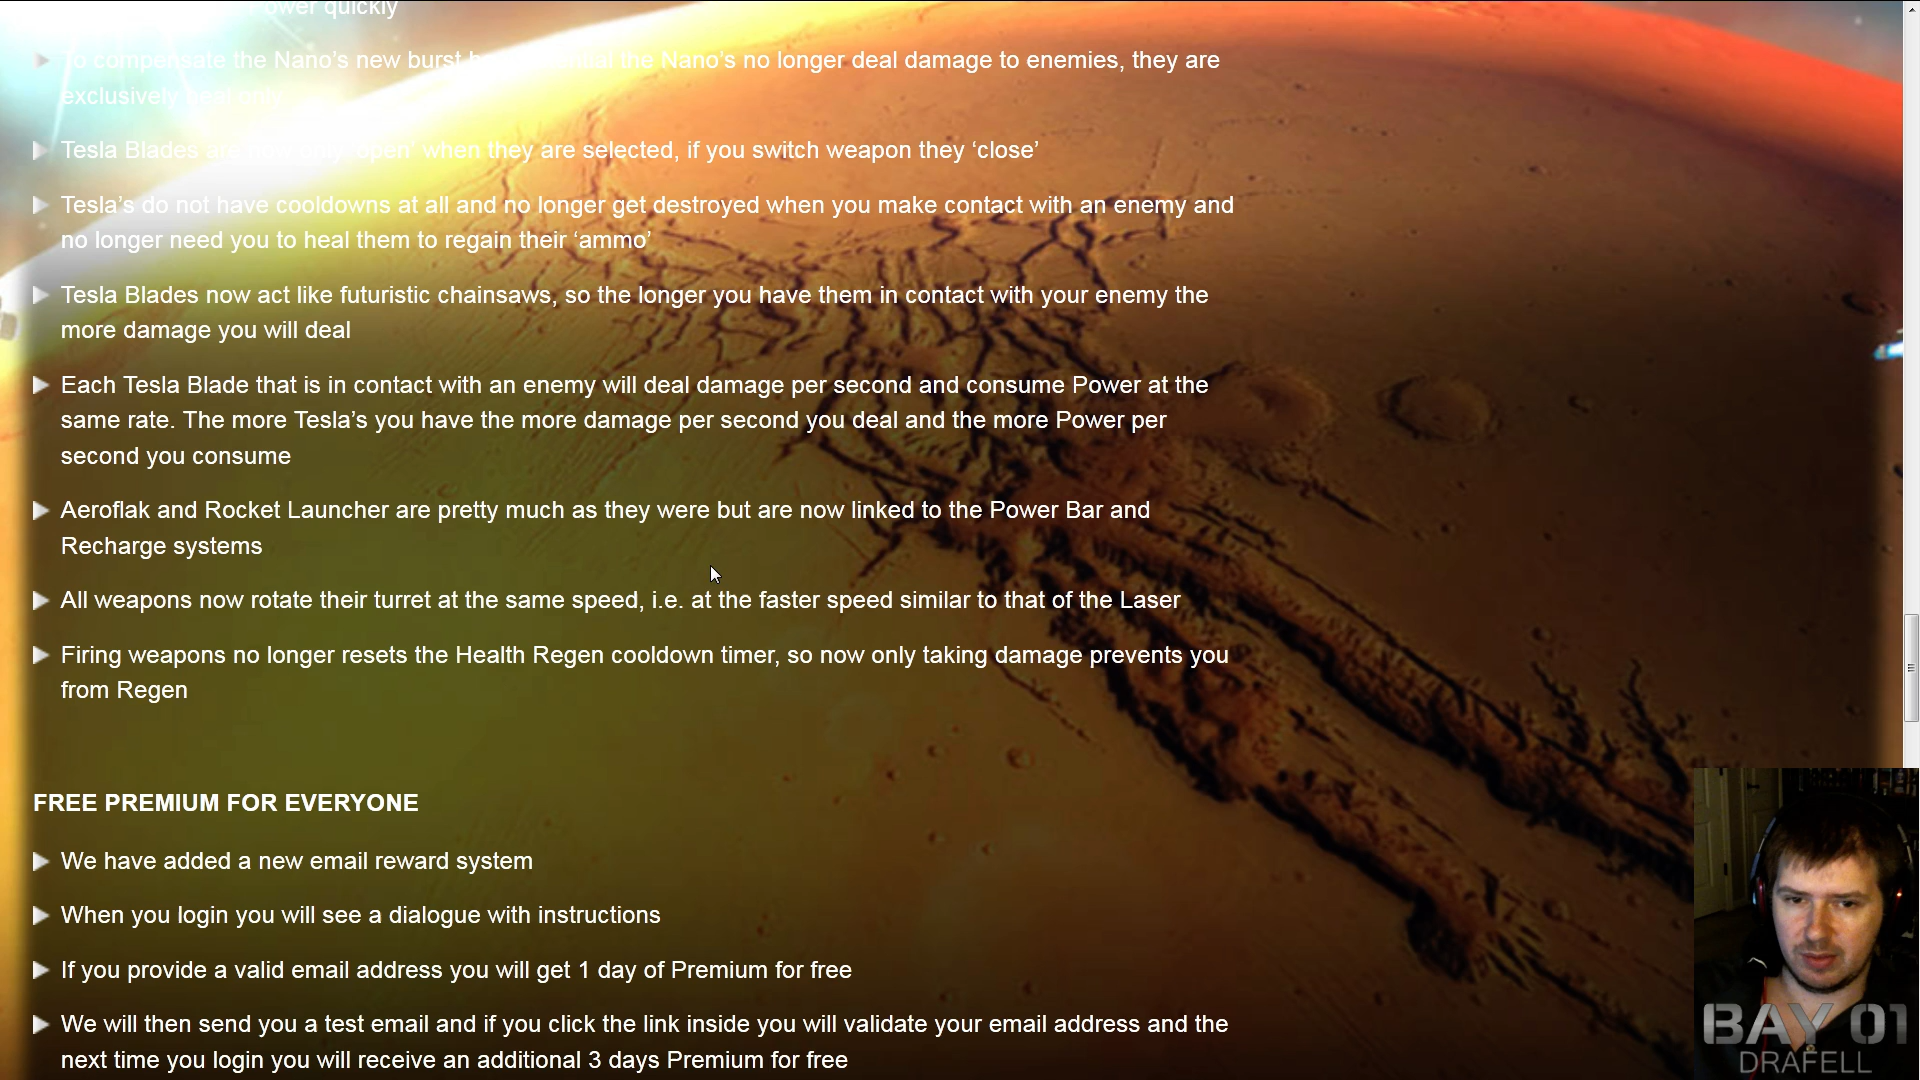 Power quickly
To compensate the Nano’s new burst the Nano’s no longer deal damage to enemies, they are
exclusively heal only
Tesla Blades are now only ‘open’ when they are selected, if you switch weapon they ‘close’
Tesla’s do not have cooldowns at all and no longer get destroyed when you make contact with an enemy and
no longer need you to heal them to regain their ‘ammo’
Tesla Blades now act like futuristic chainsaws, so the longer you have them in contact with your enemy the
more damage you will deal
Each Tesla Blade that is in contact with an enemy will deal damage per second and consume Power at the
same rate. The more Tesla’s you have the more damage per second you deal and the more Power per
second you consume
Aeroflak and Rocket Launcher are pretty much as they were but are now linked to the Power Bar and
Recharge systems
All weapons now rotate their turret at the same speed, i.e. at the faster speed similar to that of the Laser
Firing weapons no longer resets the Health Regen cooldown timer, so now only taking damage prevents you
from Regen
FREE PREMIUM FOR EVERYONE
We have added a new email reward system
When you login you will see a dialogue with instructions
If you provide a valid email address you will get 1 day of Premium for free
We will then send you a test email and if you click the link inside you will validate your email address and the
next time you login you will receive an additional 3 days Premium for free
BAY 01
DRAFELL